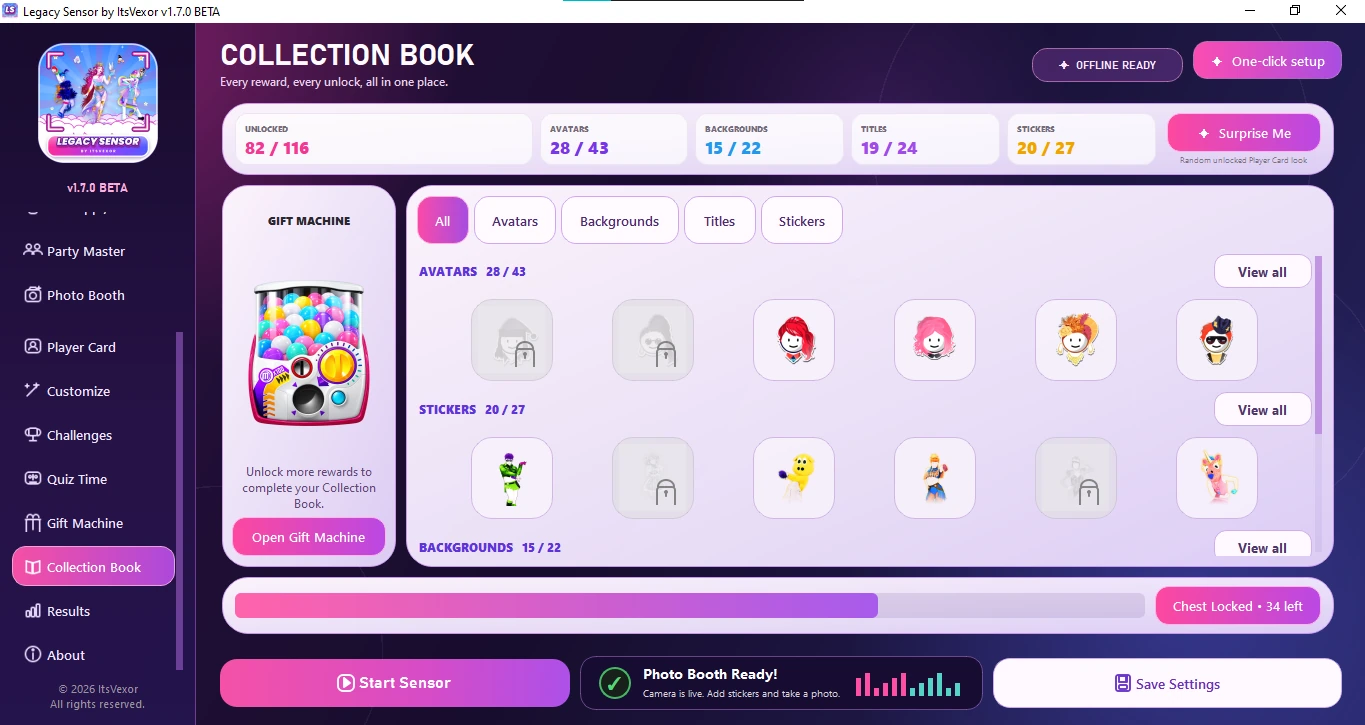 LS Legacy Sensor by ItsVexor v1.7.0 BETA
LEGACY SENSOR
BY ITSVEXOR
v1.7.0 BETA
Party Master
Photo Booth
Player Card
Customize
Challenges
Quiz Time
Gift Machine
Collection Book
Results
About
© 2026 ItsVexor
All rights reserved.
COLLECTION BOOK
Every reward, every unlock, all in one place.
OFFLINE READY
One-click setup
UNLOCKED
82 / 116
AVATARS
28 / 43
BACKGROUNDS
15 / 22
TITLES
19 / 24
STICKERS
20 / 27
Surprise Me
Random unlocked Player Card look
GIFT MACHINE
Unlock more rewards to
complete your Collection
Book.
Open Gift Machine
All
Avatars
Backgrounds
Titles
Stickers
AVATARS 28 / 43
View all
STICKERS 20 / 27
View all
BACKGROUNDS 15 / 22
View all
Chest Locked • 34 left
Start Sensor
Photo Booth Ready!
Camera is live. Add stickers and take a photo.
Save Settings